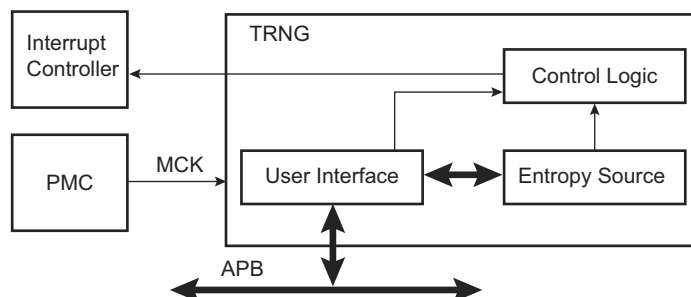 Interrupt
Controller
TRNG
Control Logic
PMC
MCK
User Interface
Entropy Source
APB